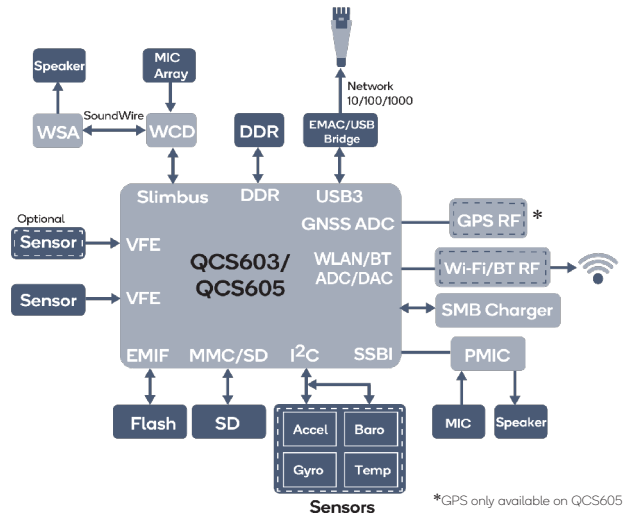 Speaker
MIC
Array
Network
10/100/1000
SoundWire
WSA
WCD
DDR
EMAC/USB
Bridge
Slimbus
DDR
USB3
Optional
Sensor
VFE
GNSS ADC
GPS RF
*
QCS603/
QCS605
WLAN/BT
ADC/DAC
Wi-Fi/BT RF
Sensor
VFE
SMB Charger
EMIF
MMC/SD
I²C
SSBI
PMIC
Flash
SD
Accel
Baro
MIC
Speaker
Gyro
Temp
Sensors
*GPS only available on QCS605